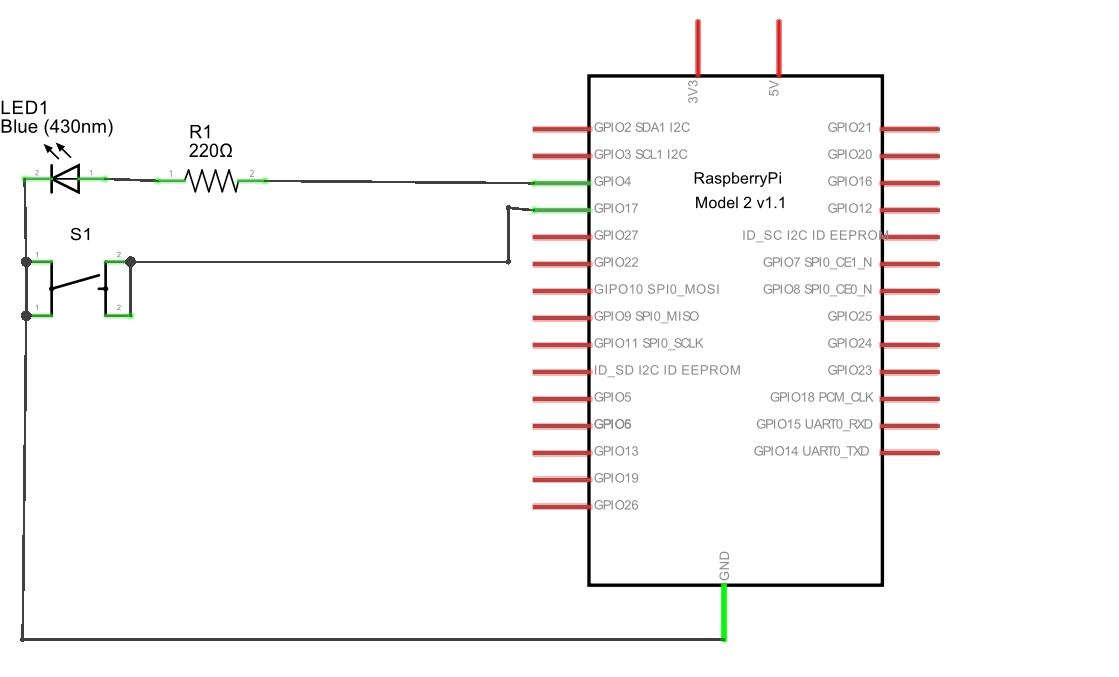 3V3
5V
LED1
Blue (430nm)
R1
220Ω
2
1
1
2
S1
1
2
1
2
RaspberryPi
Model 2 v1.1
GPIO2 SDA1 I2C
GPIO3 SCL1 I2C
GPIO4
GPIO17
GPIO27
GPIO22
GIPO10 SPI0_MOSI
GPIO9 SPI0_MISO
GPIO11 SPI0_SCLK
ID_SD I2C ID EEPROM
GPIO5
GPIO6
GPIO13
GPIO19
GPIO26
GPIO21
GPIO20
GPIO16
GPIO12
ID_SC I2C ID EEPROM
GPIO7 SPI0_CE1_N
GPIO8 SPI0_CE0_N
GPIO25
GPIO24
GPIO23
GPIO18 PCM_CLK
GPIO15 UART0_RXD
GPIO14 UART0_TXD
GND